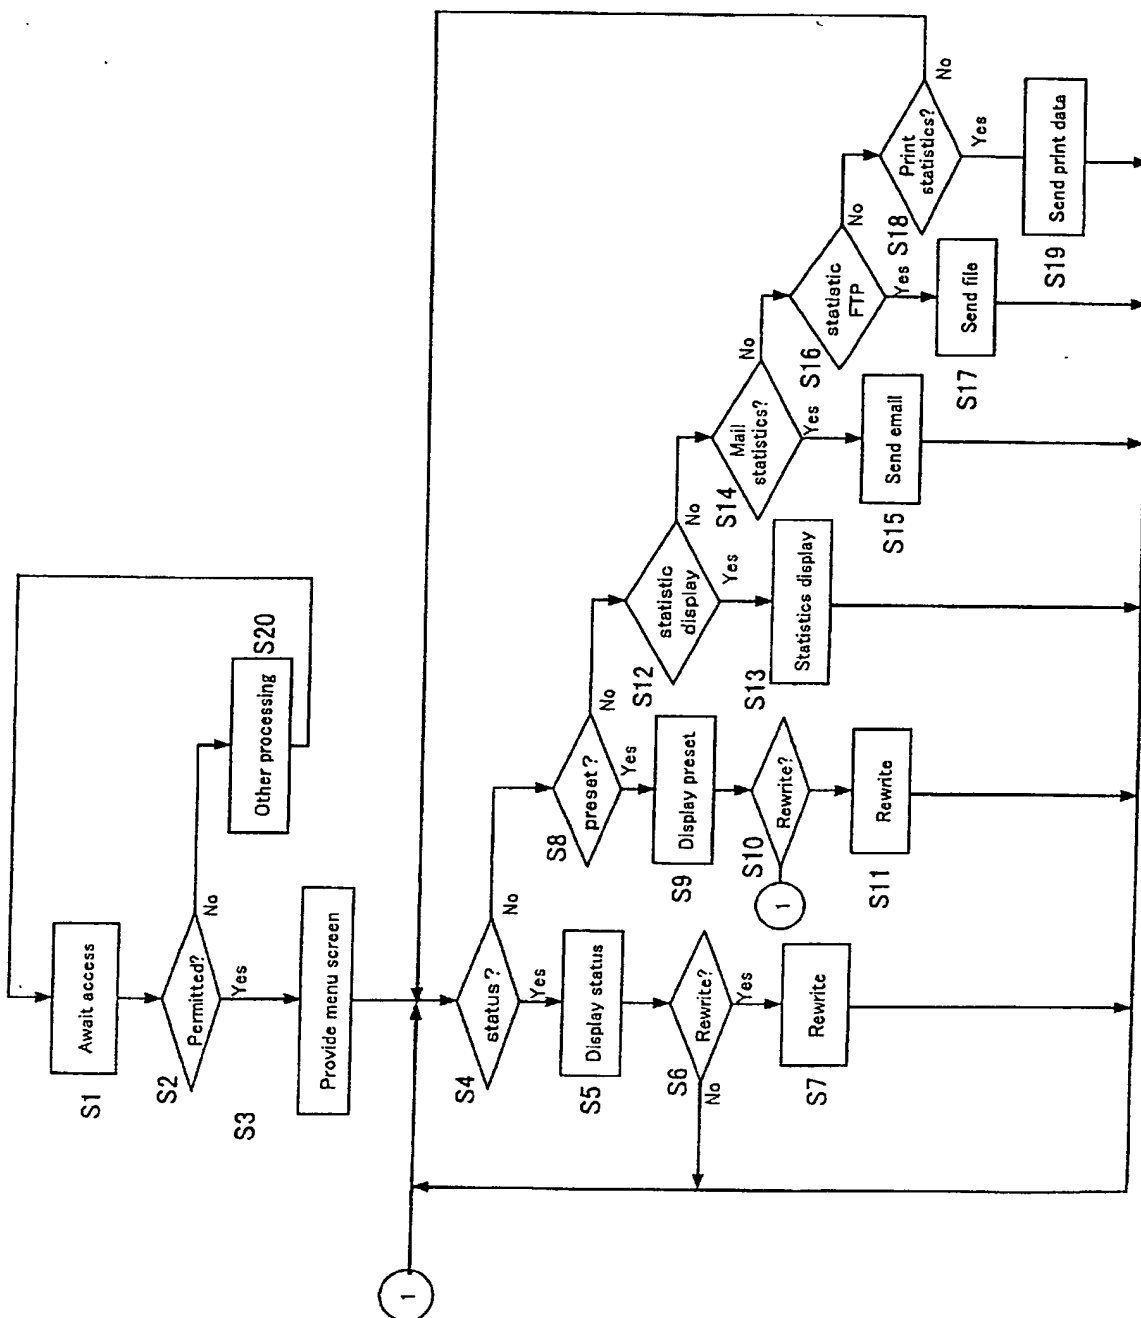 S1
Await access
S2
Permitted?
No
Yes
S20
Other processing
S3
Provide menu screen
1
S4
status?
No
Yes
S5
Display status
S6
Rewrite?
No
Yes
S7
Rewrite
S8
preset?
No
Yes
S9
Display preset
S10
Rewrite?
1
S11
Rewrite
S12
statistic
display
No
Yes
S13
Statistics display
S14
Mail
statistics?
No
Yes
S15
Send email
S16
statistic
FTP
No
Yes
S17
Send file
S18
Print
statistics?
No
Yes
S19
Send print data